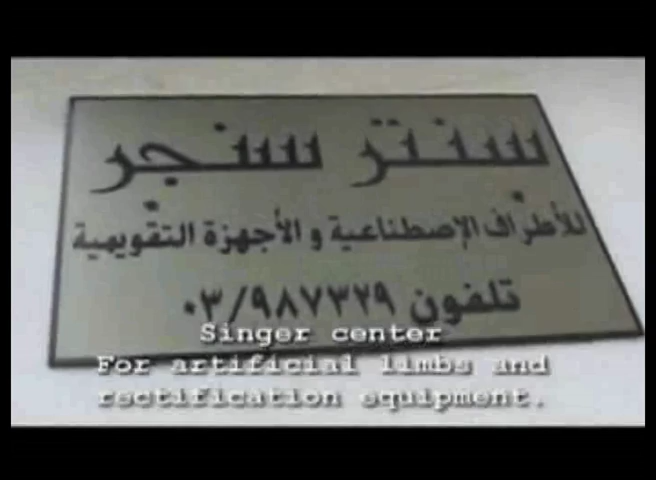 سنتر سنجر
للأطراف الإصطناعية و الأجهزة التقويمية
تلفون ٠٣/٩٨٧٣٢٩
Singer center
For artificial limbs and
rectification equipment.